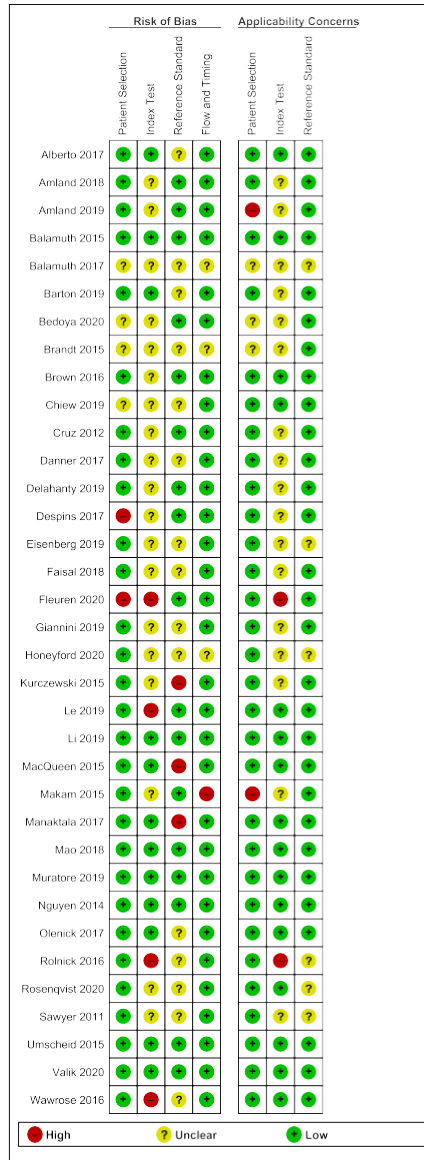 Risk of Bias Applicability Concerns
Patient Selection
Index Test
Reference Standard
Flow and Timing
Patient Selection
Index Test
Reference Standard
Alberto 2017 + + ? + + + +
Amland 2018 + ? + + + ? +
Amland 2019 + ? + + - ? +
Balamuth 2015 + + + + + + +
Balamuth 2017 ? ? ? ? ? ? ?
Barton 2019 + + ? + + ? +
Bedoya 2020 ? ? + + ? ? +
Brandt 2015 ? ? ? ? ? ? +
Brown 2016 + ? + + + + +
Chiew 2019 ? ? ? + + + +
Cruz 2012 + ? + + + ? +
Danner 2017 + ? ? + + ? +
Delahanty 2019 + ? + + + ? +
Despins 2017 - ? + + + ? +
Eisenberg 2019 + ? ? + + ? ?
Faisal 2018 + ? ? + + ? +
Fleuren 2020 - - + + + - +
Giannini 2019 + ? ? + + ? +
Honeyford 2020 + ? ? ? + ? ?
Kurczewski 2015 + ? - + + ? +
Le 2019 + - + + + + +
Li 2019 + + + + + + +
MacQueen 2015 + + - + + + +
Makam 2015 + ? + - - ? +
Manaktala 2017 + + - + + + +
Mao 2018 + + + + + + +
Muratore 2019 + + + + + + +
Nguyen 2014 + + + + + + +
Olenick 2017 + + ? + + + +
Rolnick 2016 + - ? + + - ?
Rosenqvist 2020 + ? ? + + + ?
Sawyer 2011 + ? ? + + ? ?
Umscheid 2015 + + + + + + +
Valik 2020 + + + + + + +
Wawrose 2016 + - ? + + + +
- High ? Unclear + Low